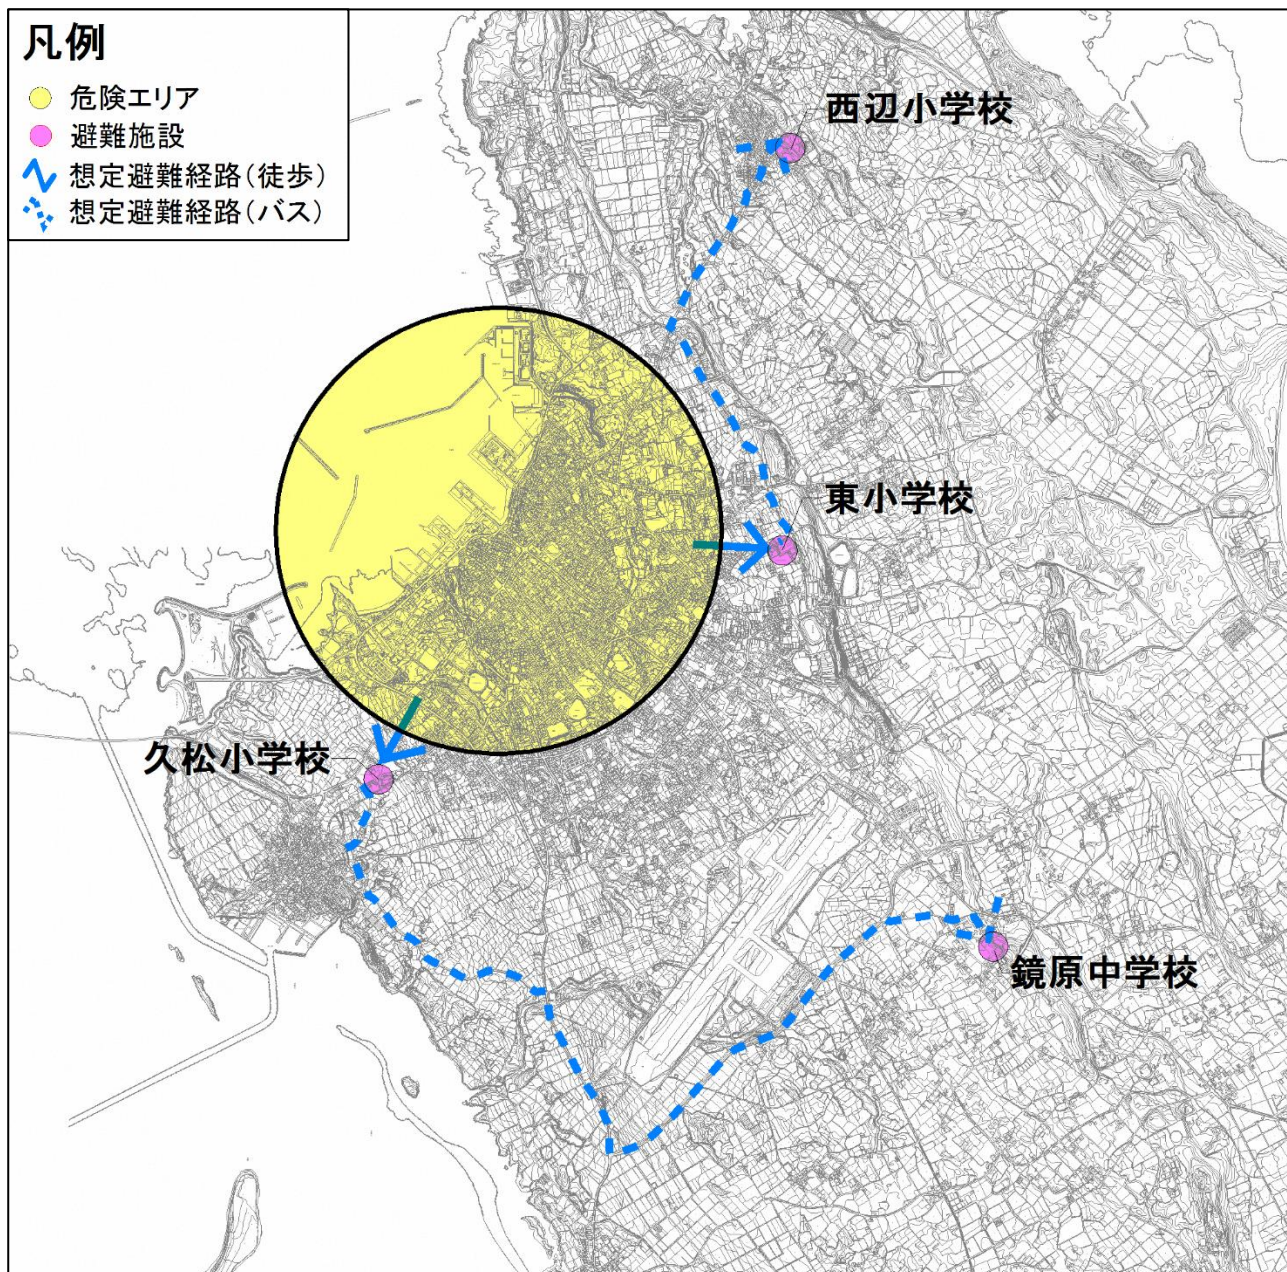 凡例
危険エリア
避難施設
想定避難経路(徒歩)
想定避難経路(バス)
西辺小学校
東小学校
久松小学校
鏡原中学校